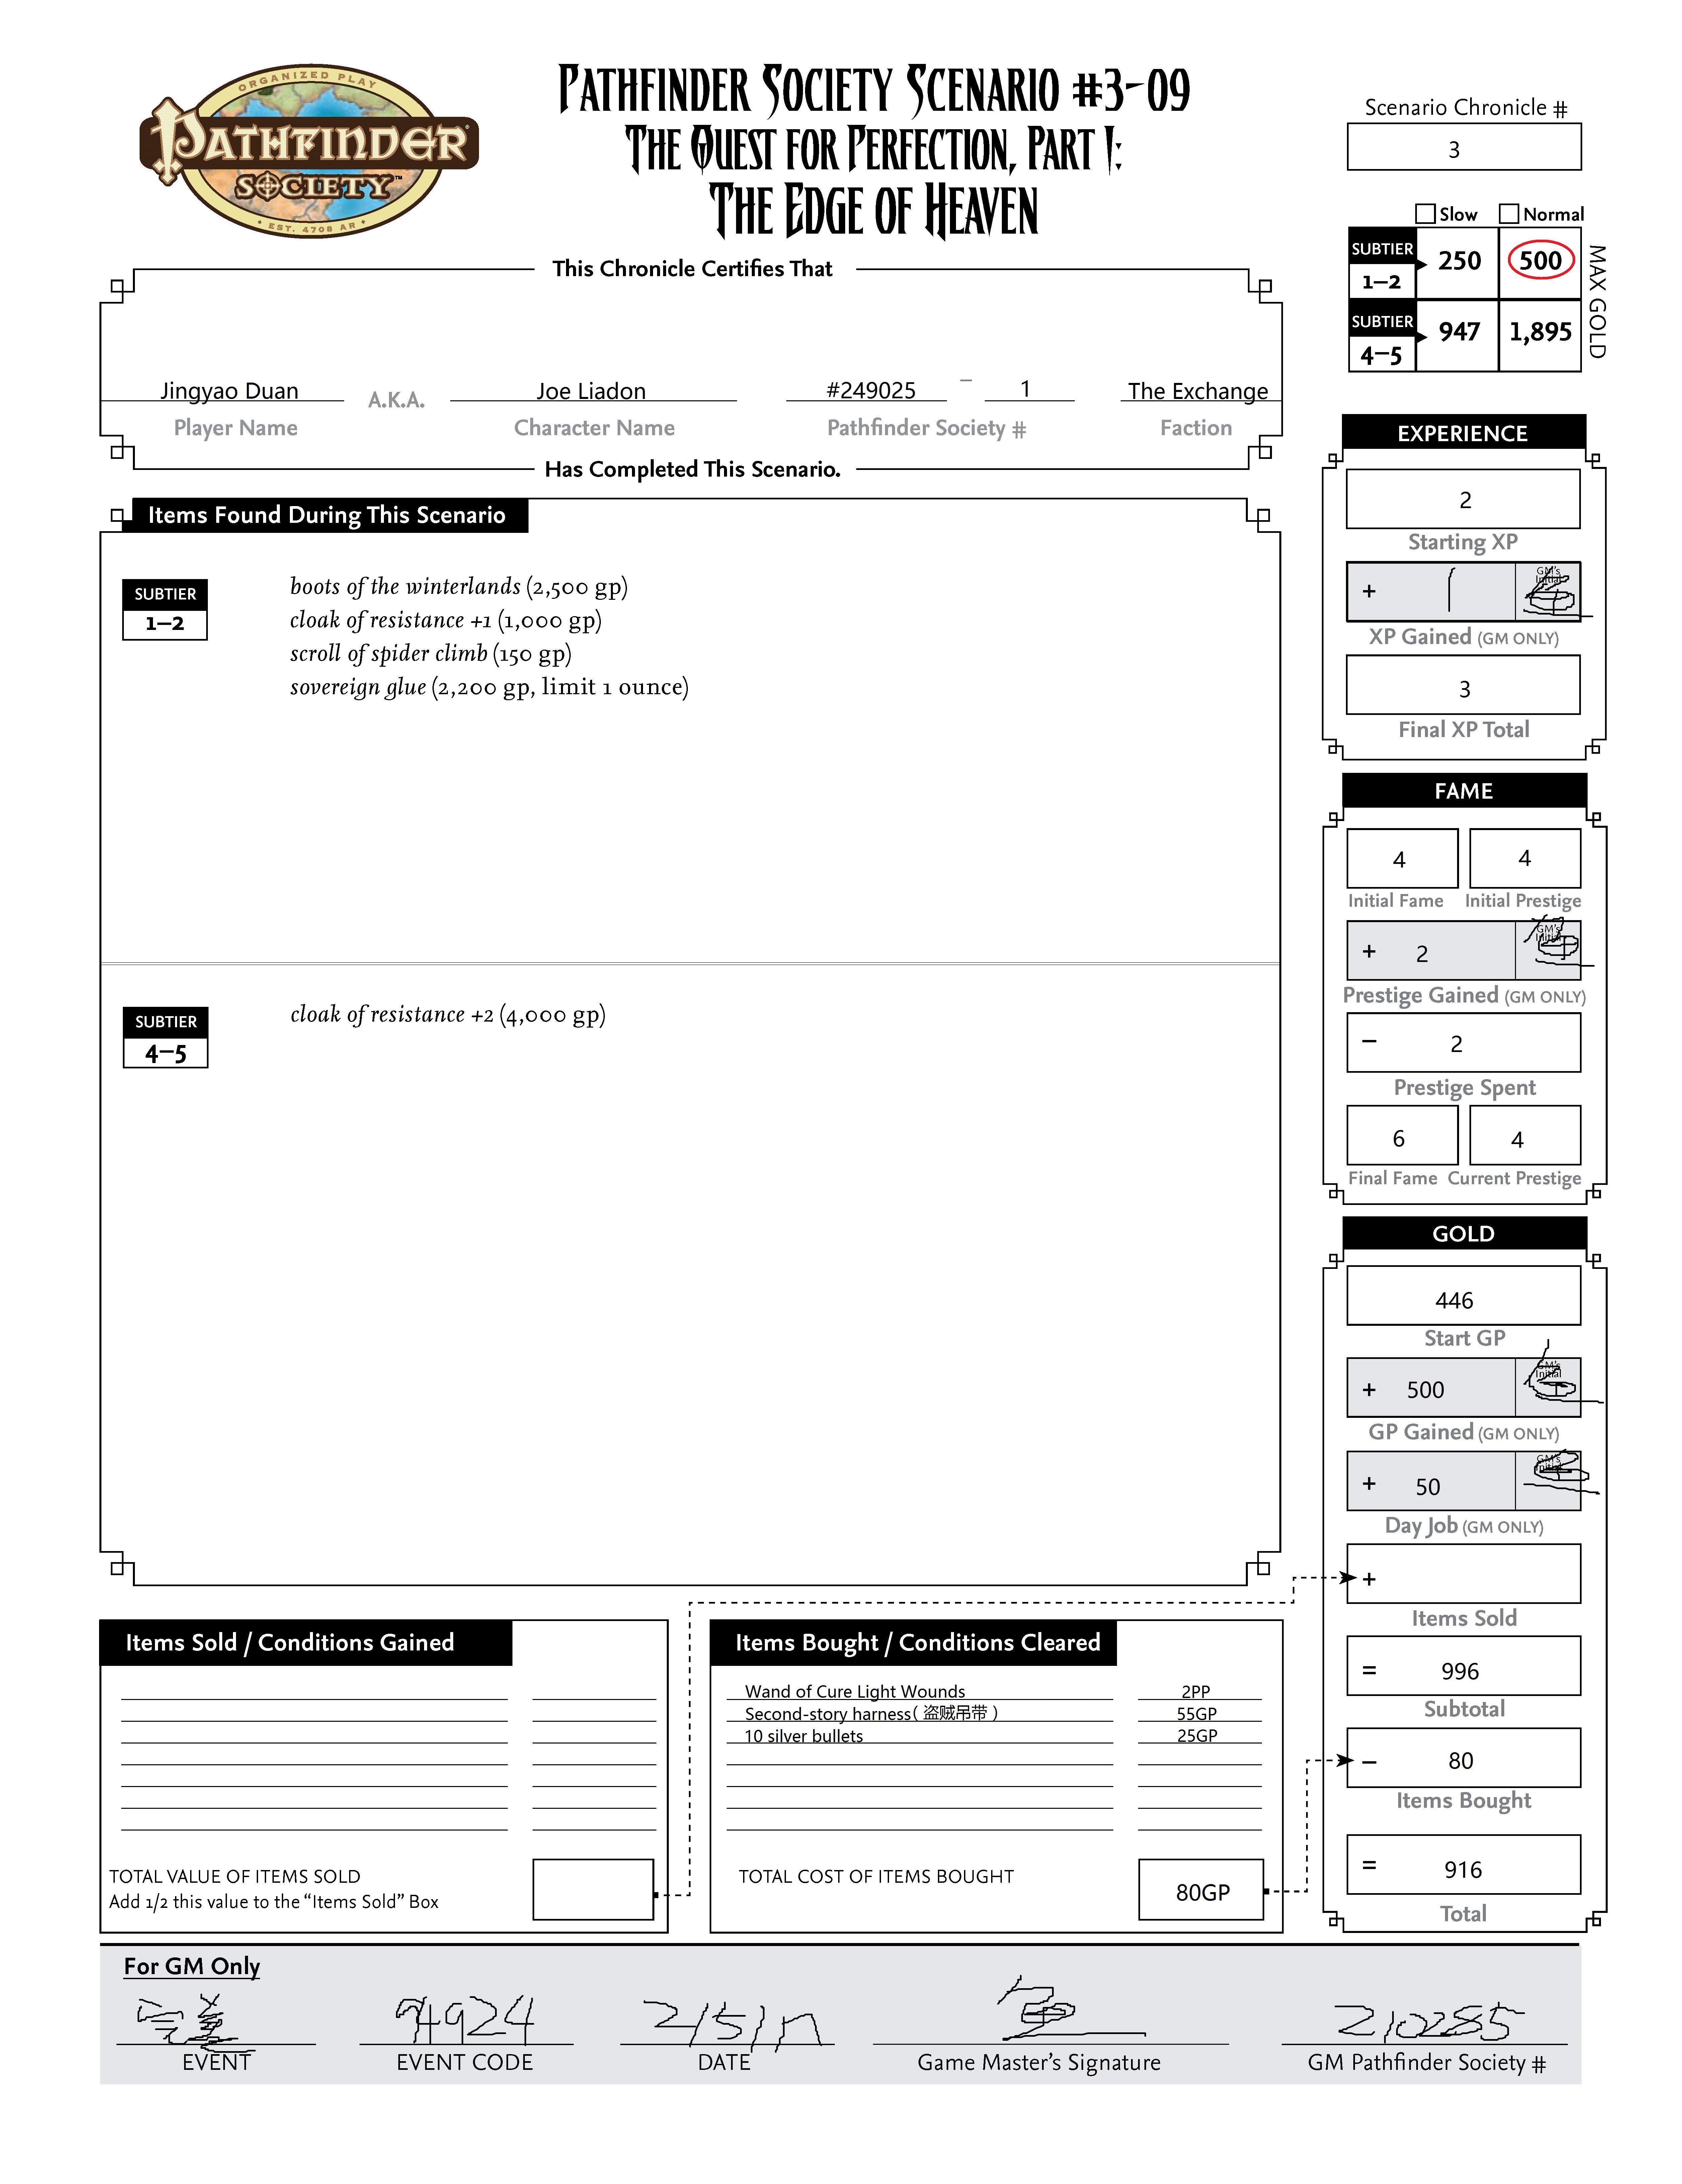 ORGANIZED PLAY
PATHFINDER
SOCIETY™
• EST. 4708 AR •
PATHFINDER SOCIETY SCENARIO #3–09
THE QUEST FOR PERFECTION, PART I:
THE EDGE OF HEAVEN
Scenario Chronicle #
3
Slow Normal
SUBTIER 1–2 250 500
SUBTIER 4–5 947 1,895
MAX GOLD
This Chronicle Certifies That
Jingyao Duan A.K.A. Joe Liadon #249025 – 1 The Exchange
Player Name Character Name Pathfinder Society # Faction
Has Completed This Scenario.
Items Found During This Scenario
SUBTIER
1–2
boots of the winterlands (2,500 gp)
cloak of resistance +1 (1,000 gp)
scroll of spider climb (150 gp)
sovereign glue (2,200 gp, limit 1 ounce)
SUBTIER
4–5
cloak of resistance +2 (4,000 gp)
EXPERIENCE
2
Starting XP
+ 1 GM's Initial
XP Gained (GM ONLY)
3
Final XP Total
FAME
4 4
Initial Fame Initial Prestige
+ 2 GM's Initial
Prestige Gained (GM ONLY)
– 2
Prestige Spent
6 4
Final Fame Current Prestige
GOLD
446
Start GP
+ 500 GM's Initial
GP Gained (GM ONLY)
+ 50 GM's Initial
Day Job (GM ONLY)
+
Items Sold
= 996
Subtotal
– 80
Items Bought
= 916
Total
Items Sold / Conditions Gained
TOTAL VALUE OF ITEMS SOLD
Add 1/2 this value to the “Items Sold” Box
Items Bought / Conditions Cleared
Wand of Cure Light Wounds 2PP
Second-story harness(盗贼吊带) 55GP
10 silver bullets 25GP
TOTAL COST OF ITEMS BOUGHT
80GP
For GM Only
2/5/17 210285
EVENT EVENT CODE DATE Game Master’s Signature GM Pathfinder Society #